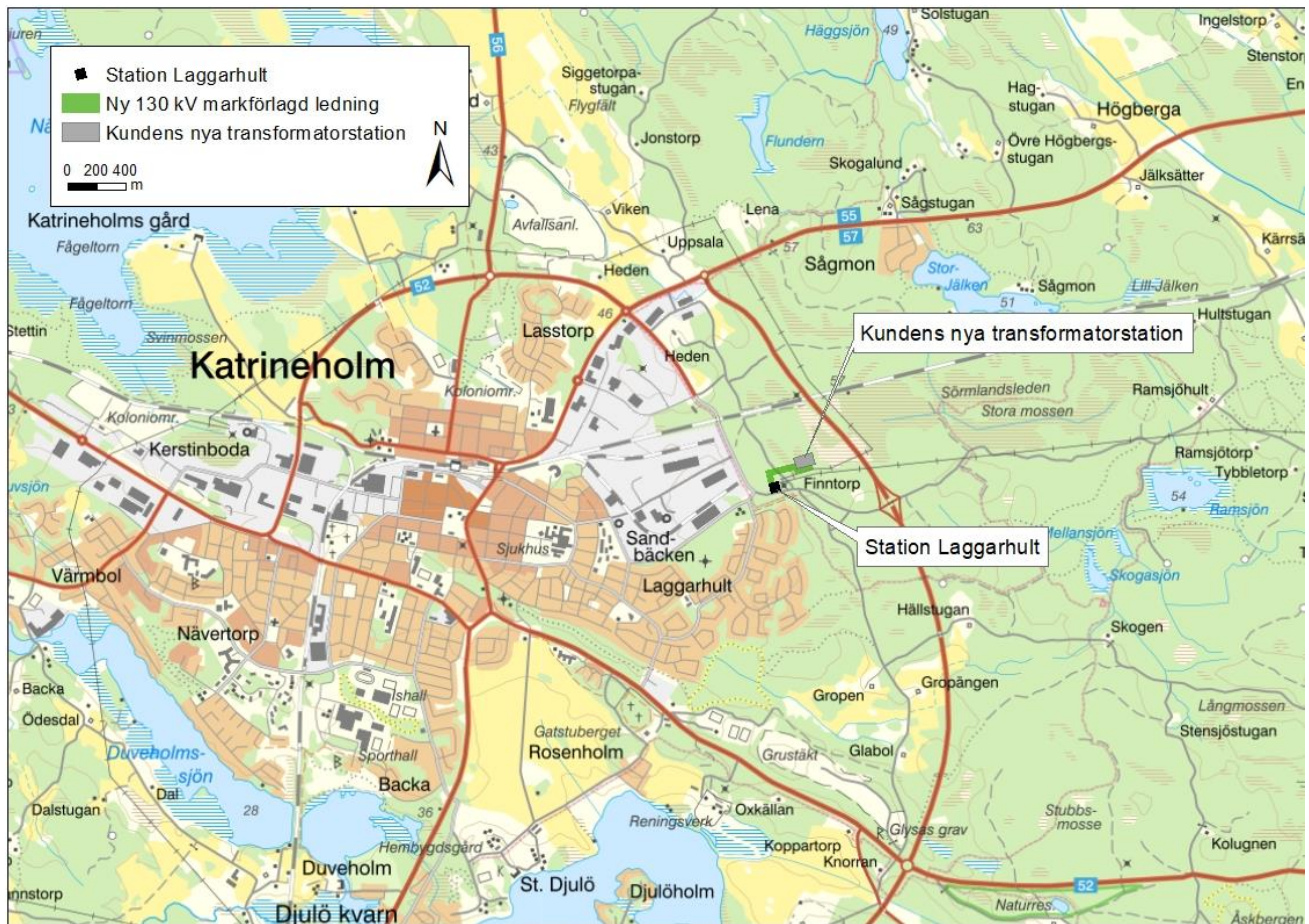 Station Laggarhult
Ny 130 kV markförlagd ledning
Kundens nya transformatorstation
N
0 200 400
m
56
Häggsjön
49
Solstugan
Ingelstorp
Stenstorp
Siggetorpa-
stugan
Flygfält
Hag-
stugan
Högberga
Jonstorp
Flundern
Övre Högbergs-
stugan
43
Skogalund
Jälksätter
Sågstugan
Katrineholms gård
Viken
Lena
55
57
63
Avfallsanl.
Fågeltorn
Uppsala
57
Sågmon
Kärrsä
Heden
Stor-
Jälken
52
51
Sågmon
Lill-Jälken
Fågeltorn
Hultstugan
Stettin
Svinmossen
Lasstorp
46
Kundens nya transformatorstation
Katrineholm
Heden
Koloniomr.
Sörmlandsleden
Ramsjöhult
Stora mossen
Koloniomr.
Kerstinboda
Ramsjötorp
Tybbletorp
Finntorp
54
Ramsjön
Sand-
bäcken
Sjukhus
Station Laggarhult
Mellansjön
Skogasjön
Värmbol
Laggarhult
Hällstugan
Nävertorp
Skogen
Backa
Ishall
Gropen
Gropängen
Långmossen
Ödesdal
Gatstuberget
Stensjöstugan
Duveholms-
sjön
Sporthall
Rosenholm
Grustäkt
Glabol
Backa
Dal
Dalstugan
28
36
Oxkällan
Stubbs-
mosse
Reningsverk
Glysas grav
Hembygdsgård
Koppartorp
Kolugnen
Knorran
Duveholm
St. Djulö
Djulöholm
52
Naturres.
Djulö kvarn
Åskbergen